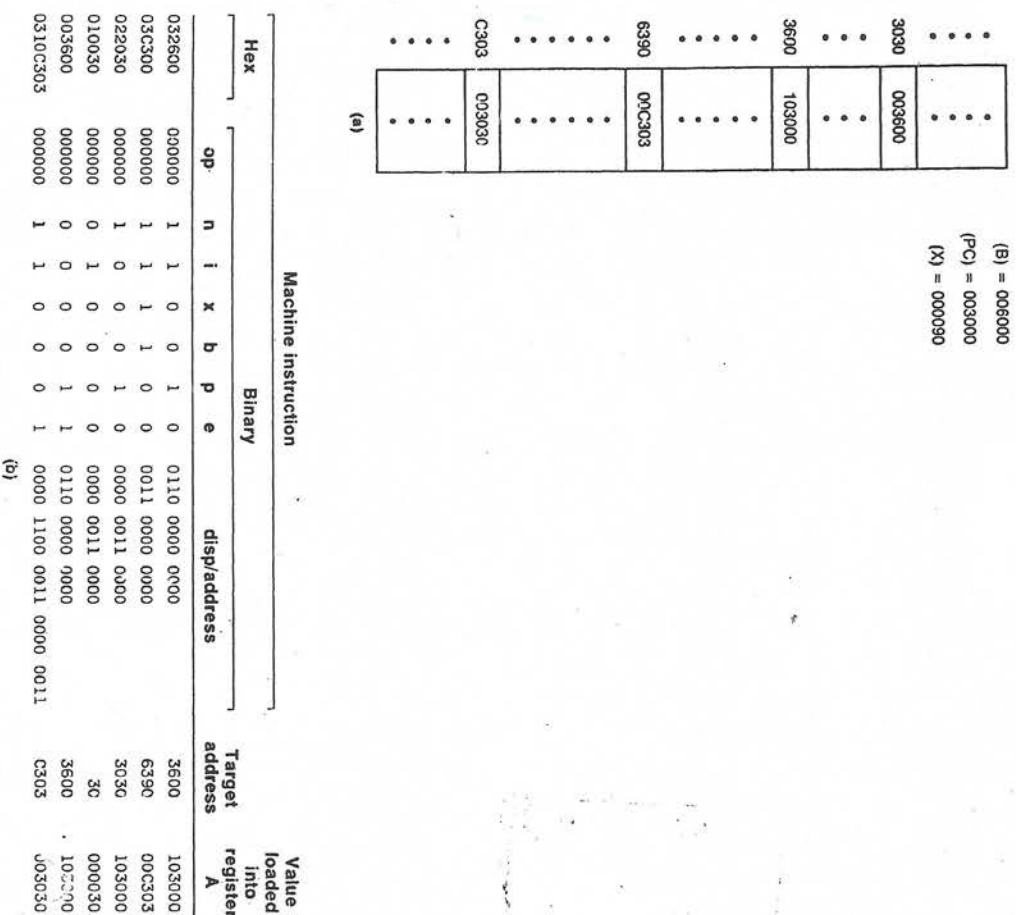 (B) = 006000
(PC) = 003000
(X) = 000090
3030 003600
3600 103000
6390 00C303
C303 003030
(a)
Machine instruction
Hex Binary
op n i x b p e disp/address Target address Value loaded into register A
032600 000000 1 1 0 0 1 0 0110 0000 0000 3600 103000
03C300 000000 1 1 1 1 0 0 0011 0000 0000 6390 00C303
022030 000000 1 0 0 0 1 0 0000 0011 0000 3030 103000
010030 000000 0 1 0 0 0 0 0000 0011 0000 30 000030
003600 000000 0 0 0 0 1 1 0110 0000 0000 3600
0310C303 000000 1 1 0 0 0 1 0000 1100 0011 0000 0011 C303 003030
(b)